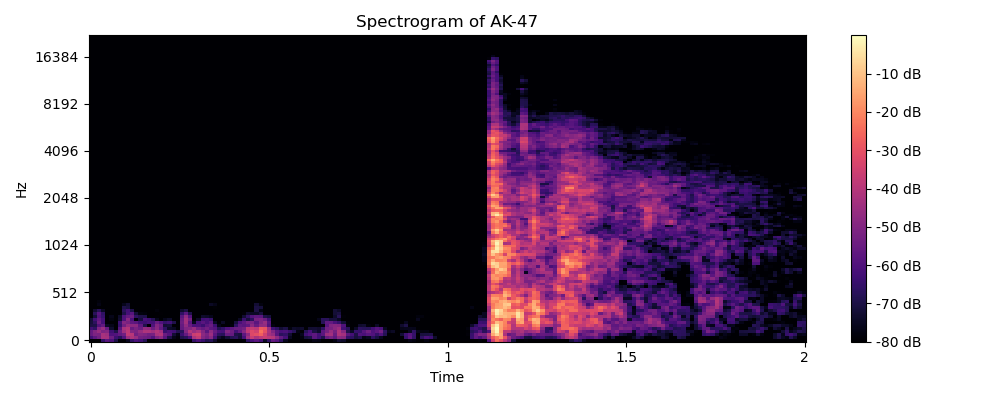 Spectrogram of AK-47
16384
8192
4096
2048
1024
512
0
Hz
0
0.5
1
1.5
2
Time
-10 dB
-20 dB
-30 dB
-40 dB
-50 dB
-60 dB
-70 dB
-80 dB